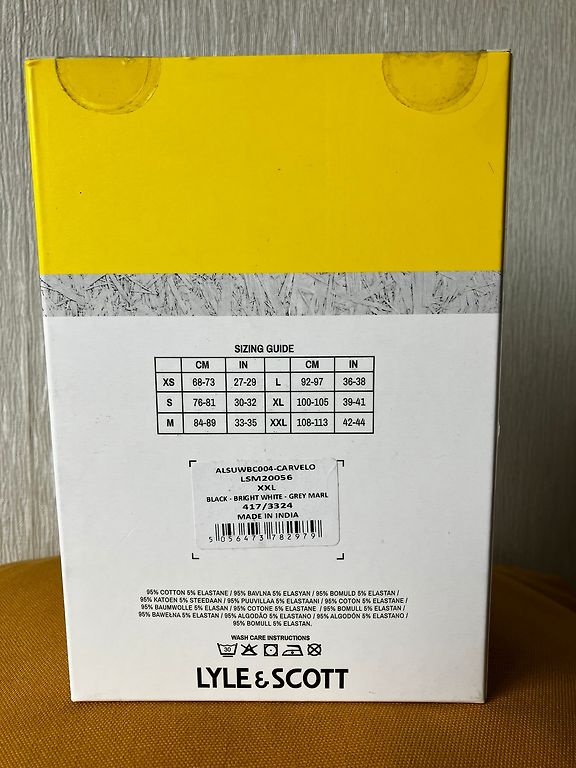 SIZING GUIDE
CM IN CM IN
XS 68-73 27-29 L 92-97 36-38
S 76-81 30-32 XL 100-105 39-41
M 84-89 33-35 XXL 108-113 42-44
ALSUWBC004-CARVELO
LSM20056
XXL
BLACK - BRIGHT WHITE - GREY MARL
417/3324
MADE IN INDIA
5 056473 782979
95% COTTON 5% ELASTANE / 95% BAVLNA 5% ELASYAN / 95% BOMULD 5% ELASTAN /
95% KATOEN 5% STEEDAAN / 95% PUUVILLAA 5% ELASTAANI / 95% COTON 5% ELASTANE /
95% BAUMWOLLE 5% ELASAN / 95% COTONE 5% ELASTANE / 95% BOMULL 5% ELASTAN /
95% BAWEŁNA 5% ELASTAN / 95% ALGODÃO 5% ELASTANO / 95% ALGODÓN 5% ELASTANO /
95% BOMULL 5% ELASTAN.
WASH CARE INSTRUCTIONS
30
LYLE & SCOTT